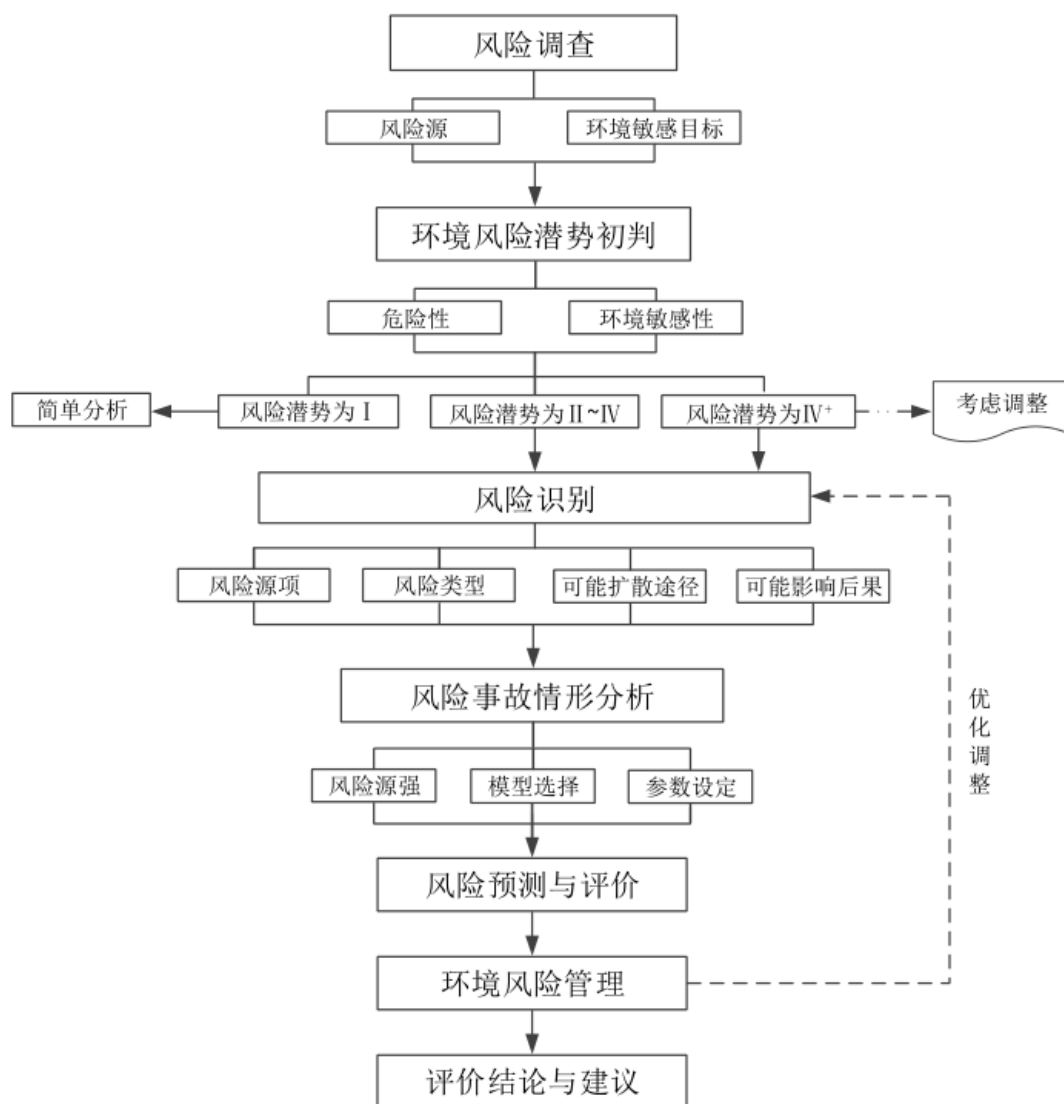 风险调查
风险源
环境敏感目标
环境风险潜势初判
危险性
环境敏感性
简单分析
风险潜势为Ⅰ
风险潜势为Ⅱ~Ⅳ
风险潜势为Ⅳ⁺
考虑调整
风险识别
风险源项
风险类型
可能扩散途径
可能影响后果
风险事故情形分析
优化调整
风险源强
模型选择
参数设定
风险预测与评价
环境风险管理
评价结论与建议